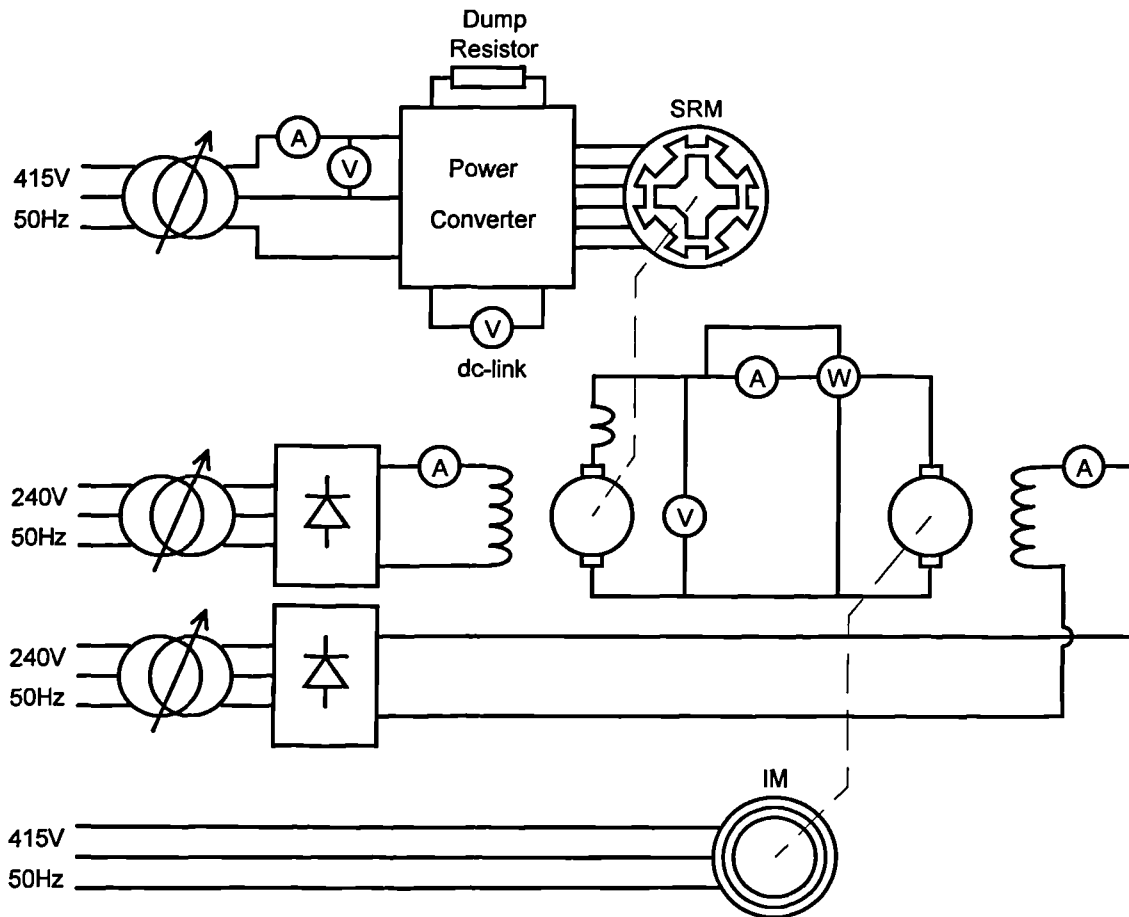 Dump
Resistor
SRM
A
V
415V
50Hz
Power
Converter
V
dc-link
A
W
A
A
240V
50Hz
V
240V
50Hz
IM
415V
50Hz